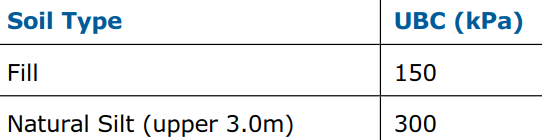 Soil Type UBC (kPa)
Fill 150
Natural Silt (upper 3.0m) 300